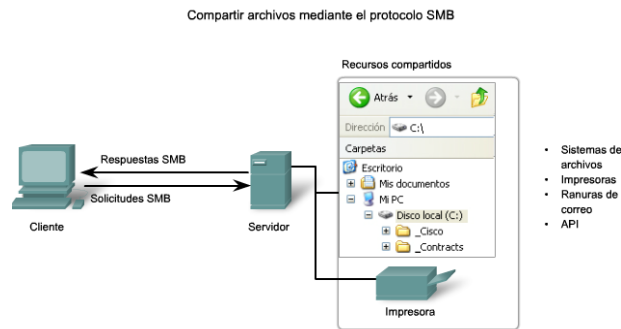 Compartir archivos mediante el protocolo SMB
Recursos compartidos
Atrás
Dirección C:\
Carpetas
Escritorio
Mis documentos
Mi PC
Disco local (C:)
_Cisco
_Contracts
Respuestas SMB
Solicitudes SMB
Cliente
Servidor
Impresora
• Sistemas de
archivos
• Impresoras
• Ranuras de
correo
• API